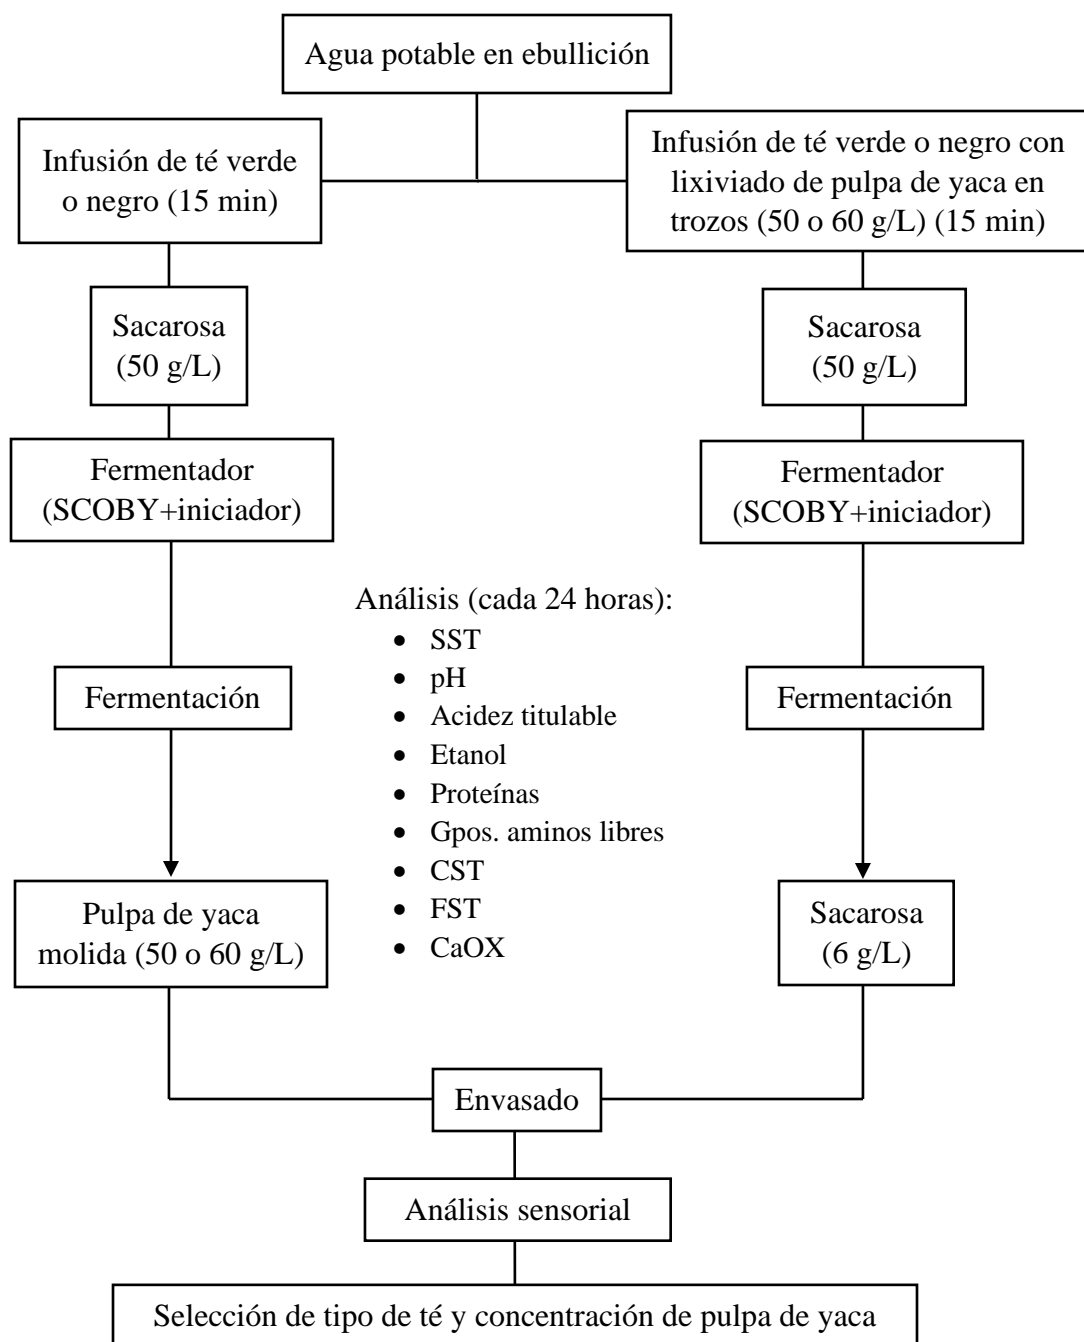 Agua potable en ebullición
Infusión de té verde
o negro (15 min)
Infusión de té verde o negro con
lixiviado de pulpa de yaca en
trozos (50 o 60 g/L) (15 min)
Sacarosa
(50 g/L)
Sacarosa
(50 g/L)
Fermentador
(SCOBY+iniciador)
Fermentador
(SCOBY+iniciador)
Análisis (cada 24 horas):
• SST
• pH
• Acidez titulable
• Etanol
• Proteínas
• Gpos. aminos libres
• CST
• FST
• CaOX
Fermentación
Fermentación
Pulpa de yaca
molida (50 o 60 g/L)
Sacarosa
(6 g/L)
Envasado
Análisis sensorial
Selección de tipo de té y concentración de pulpa de yaca